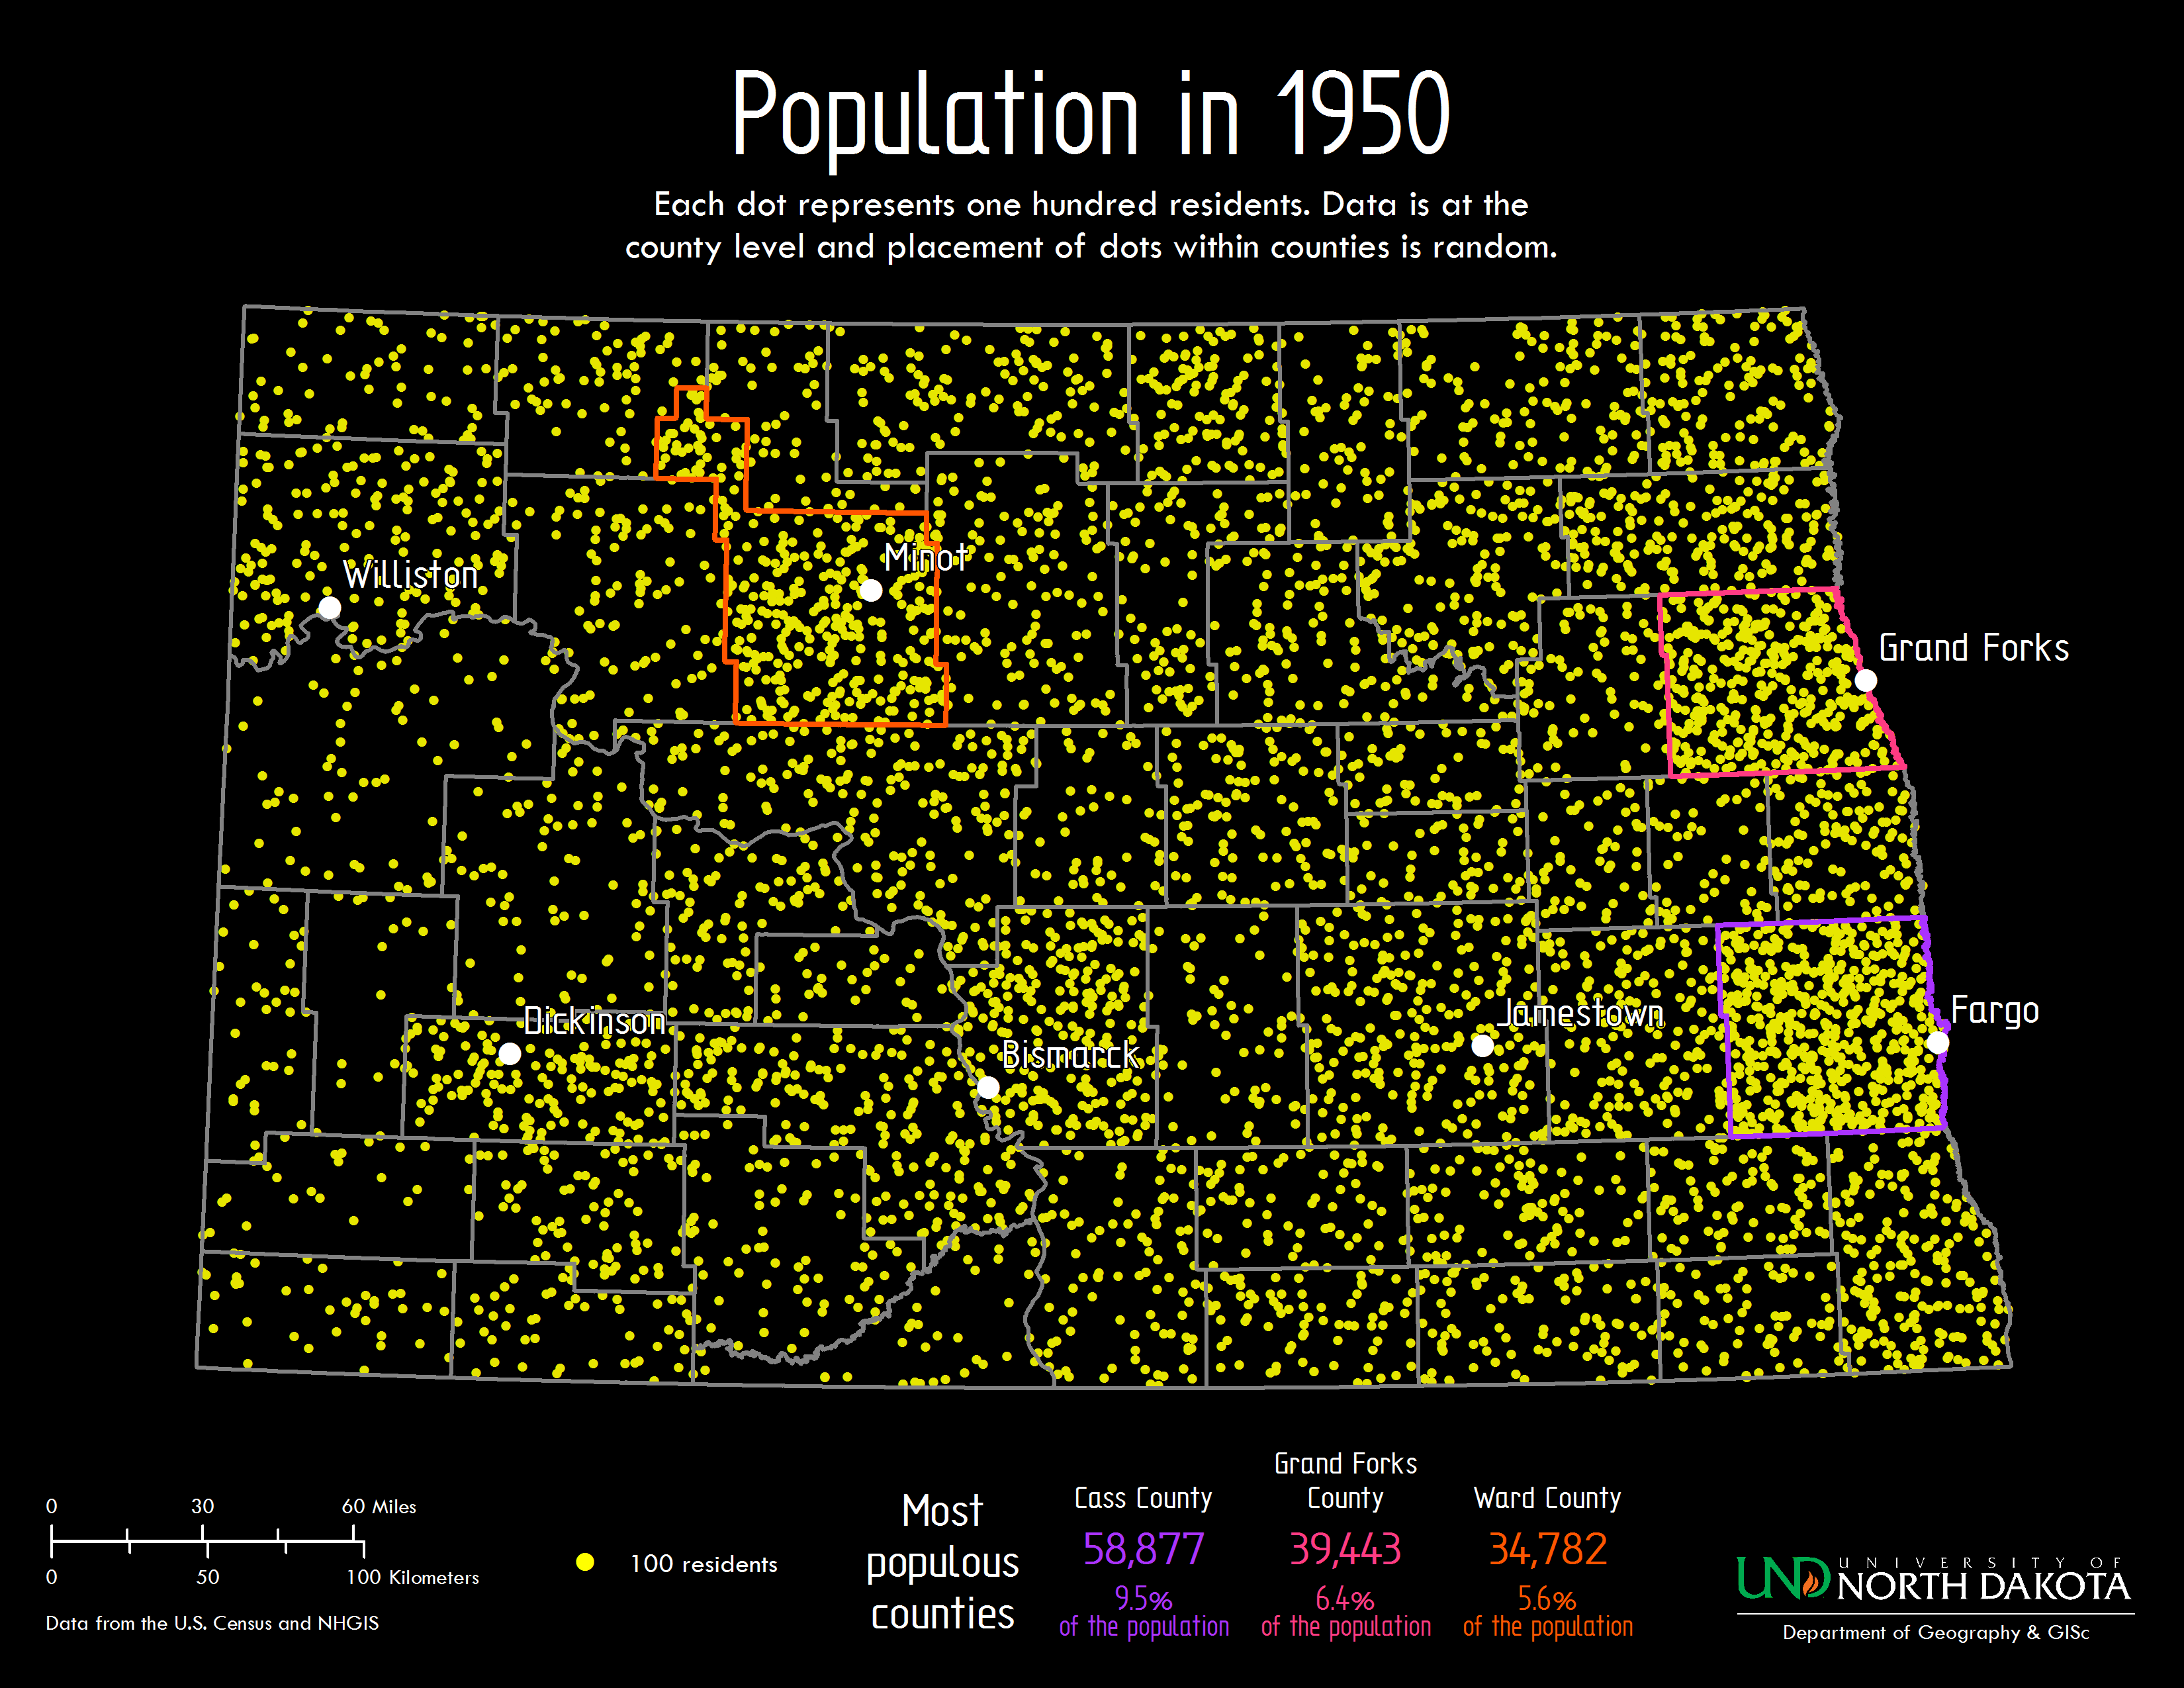 Population in 1950
Each dot represents one hundred residents. Data is at the
county level and placement of dots within counties is random.
Minot
Williston
Grand Forks
Fargo
Jamestown
Dickinson
Bismarck
0 30 60 Miles
0 50 100 Kilometers
Data from the U.S. Census and NHGIS
100 residents
Most
populous
counties
Cass County
58,877
9.5%
of the population
Grand Forks
County
39,443
6.4%
of the population
Ward County
34,782
5.6%
of the population
UND
UNIVERSITY OF
NORTH DAKOTA
Department of Geography & GISc